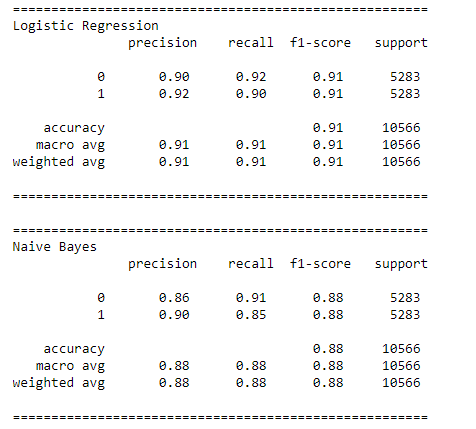 =======================================================
Logistic Regression
precision recall f1-score support
0 0.90 0.92 0.91 5283
1 0.92 0.90 0.91 5283
accuracy 0.91 10566
macro avg 0.91 0.91 0.91 10566
weighted avg 0.91 0.91 0.91 10566
=======================================================
=======================================================
Naive Bayes
precision recall f1-score support
0 0.86 0.91 0.88 5283
1 0.90 0.85 0.88 5283
accuracy 0.88 10566
macro avg 0.88 0.88 0.88 10566
weighted avg 0.88 0.88 0.88 10566
=======================================================